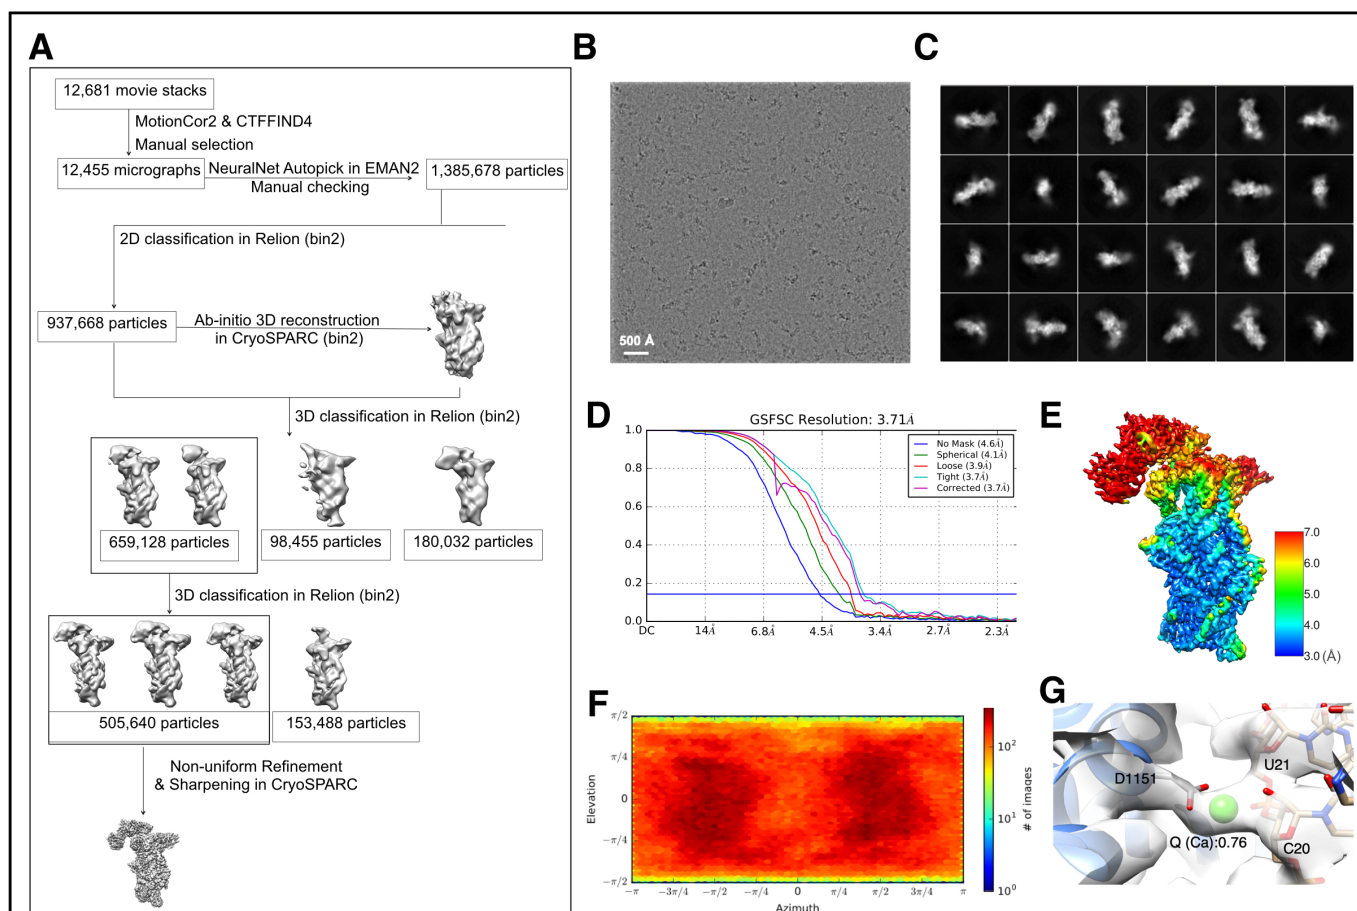 A
12,681 movie stacks
MotionCor2 & CTFFIND4
Manual selection
12,455 micrographs
NeuralNet Autopick in EMAN2
Manual checking
1,385,678 particles
2D classification in Relion (bin2)
937,668 particles
Ab-initio 3D reconstruction
in CryoSPARC (bin2)
3D classification in Relion (bin2)
659,128 particles
98,455 particles
180,032 particles
3D classification in Relion (bin2)
505,640 particles
153,488 particles
Non-uniform Refinement
& Sharpening in CryoSPARC
B
500 Å
C
D
GSFSC Resolution: 3.71Å
1.0
0.8
0.6
0.4
0.2
0.0
DC
14Å
6.8Å
4.5Å
3.4Å
2.7Å
2.3Å
No Mask (4.6Å)
Spherical (4.1Å)
Loose (3.9Å)
Tight (3.7Å)
Corrected (3.7Å)
E
7.0
6.0
5.0
4.0
3.0 (Å)
F
Elevation
π/2
π/4
0
−π/4
−π/2
−π
−3π/4
−π/2
−π/4
0
π/4
π/2
3π/4
π
Azimuth
10²
10¹
10⁰
# of images
G
D1151
U21
Q (Ca):0.76
C20